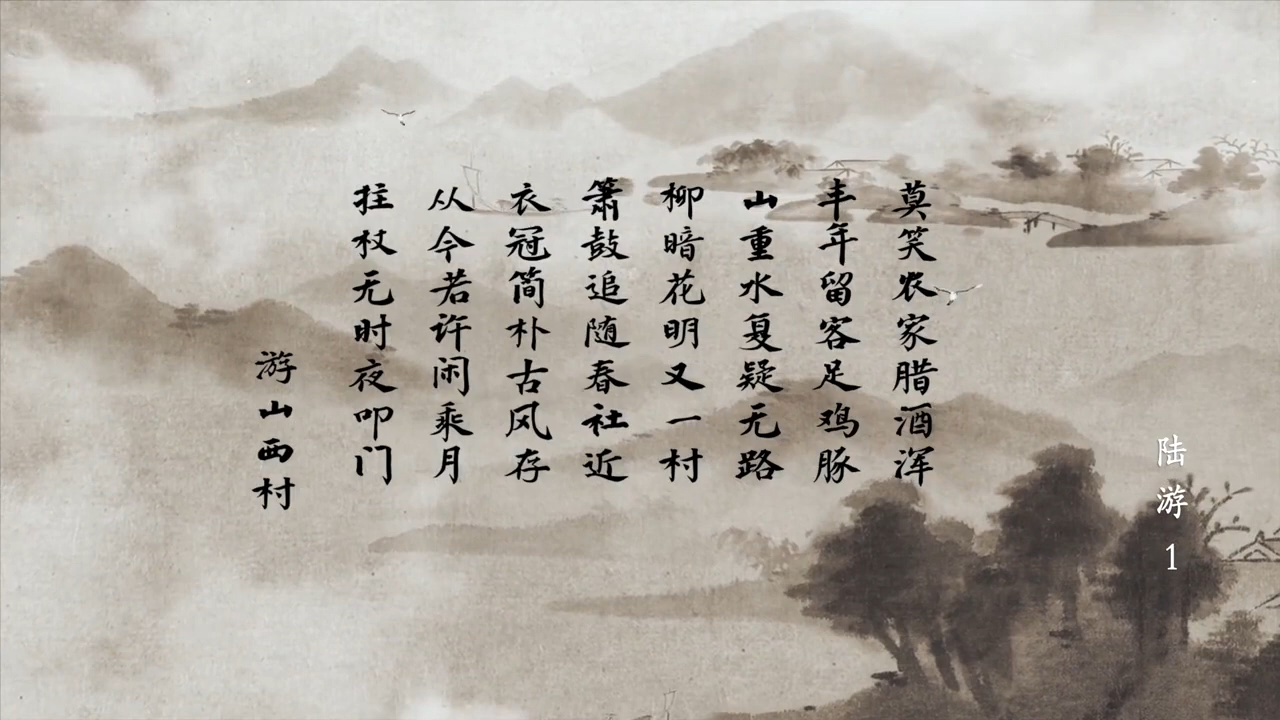 莫笑农家腊酒浑
丰年留客足鸡豚
山重水复疑无路
柳暗花明又一村
箫鼓追随春社近
衣冠简朴古风存
从今若许闲乘月
拄杖无时夜叩门
游山西村
陆游 1